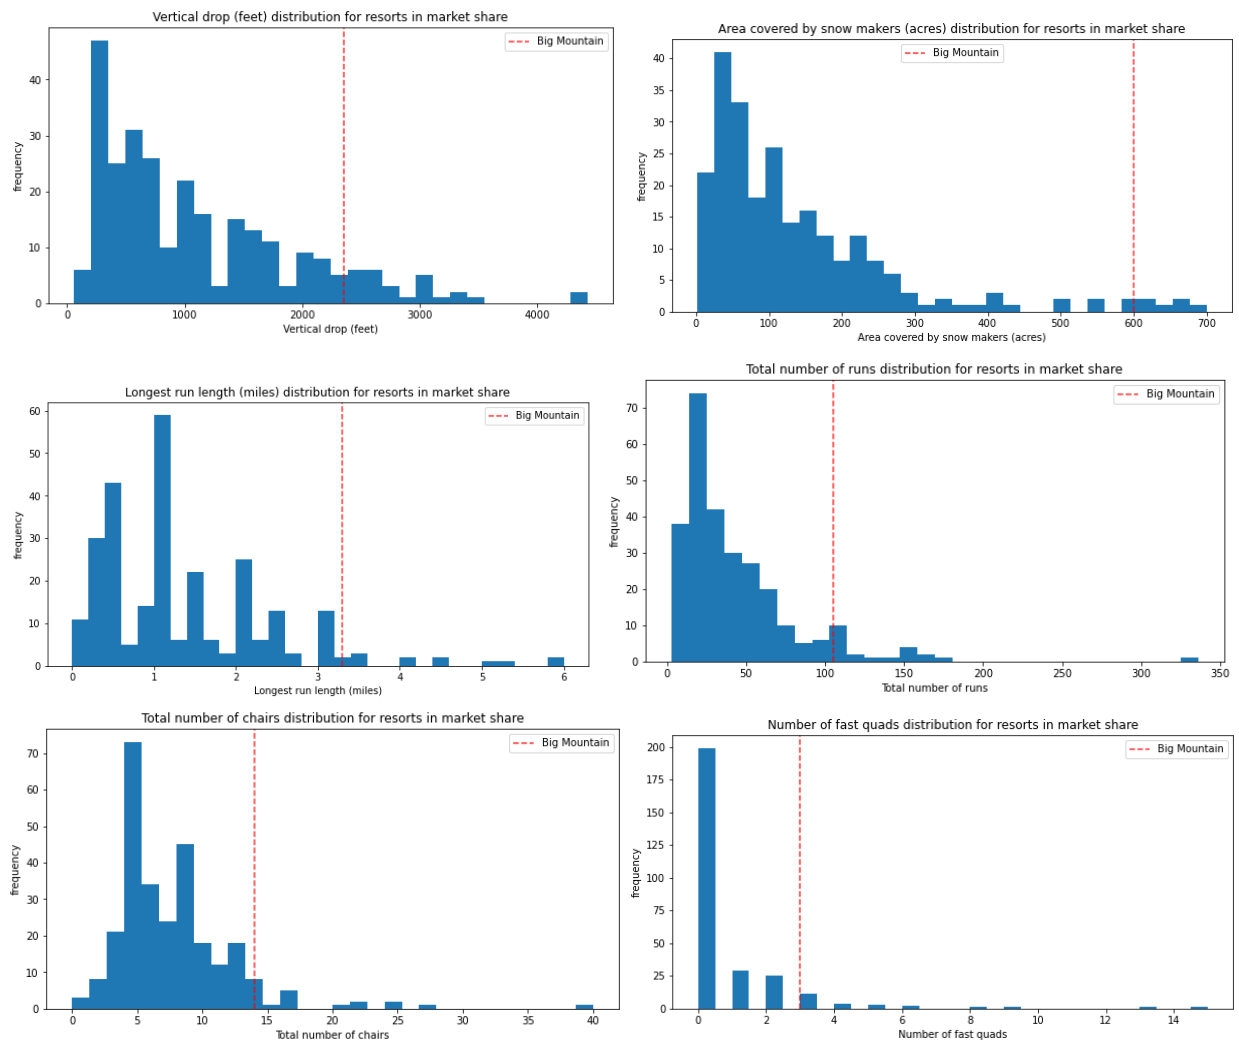 Vertical drop (feet) distribution for resorts in market share
Big Mountain
frequency
40
30
20
10
0
0 1000 2000 3000 4000
Vertical drop (feet)
Area covered by snow makers (acres) distribution for resorts in market share
Big Mountain
frequency
40
35
30
25
20
15
10
5
0
0 100 200 300 400 500 600 700
Area covered by snow makers (acres)
Longest run length (miles) distribution for resorts in market share
Big Mountain
frequency
60
50
40
30
20
10
0
0 1 2 3 4 5 6
Longest run length (miles)
Total number of runs distribution for resorts in market share
Big Mountain
frequency
70
60
50
40
30
20
10
0
0 50 100 150 200 250 300 350
Total number of runs
Total number of chairs distribution for resorts in market share
Big Mountain
frequency
70
60
50
40
30
20
10
0
0 5 10 15 20 25 30 35 40
Total number of chairs
Number of fast quads distribution for resorts in market share
Big Mountain
frequency
200
175
150
125
100
75
50
25
0
0 2 4 6 8 10 12 14
Number of fast quads